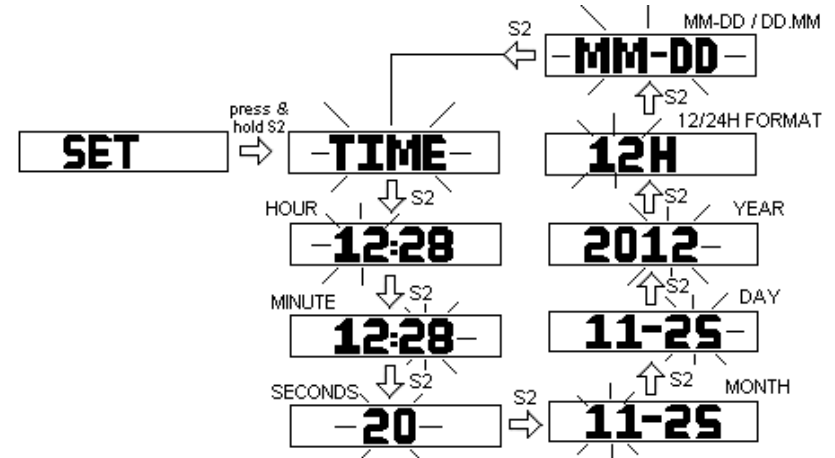 S2
MM-DD / DD.MM
MM-DD
press &
hold S2
S2
12/24H FORMAT
SET
TIME
12H
S2
S2
HOUR
YEAR
12:28
2012
S2
S2
MINUTE
DAY
12:28
11-25
S2
S2
SECONDS
S2
MONTH
20
11-25